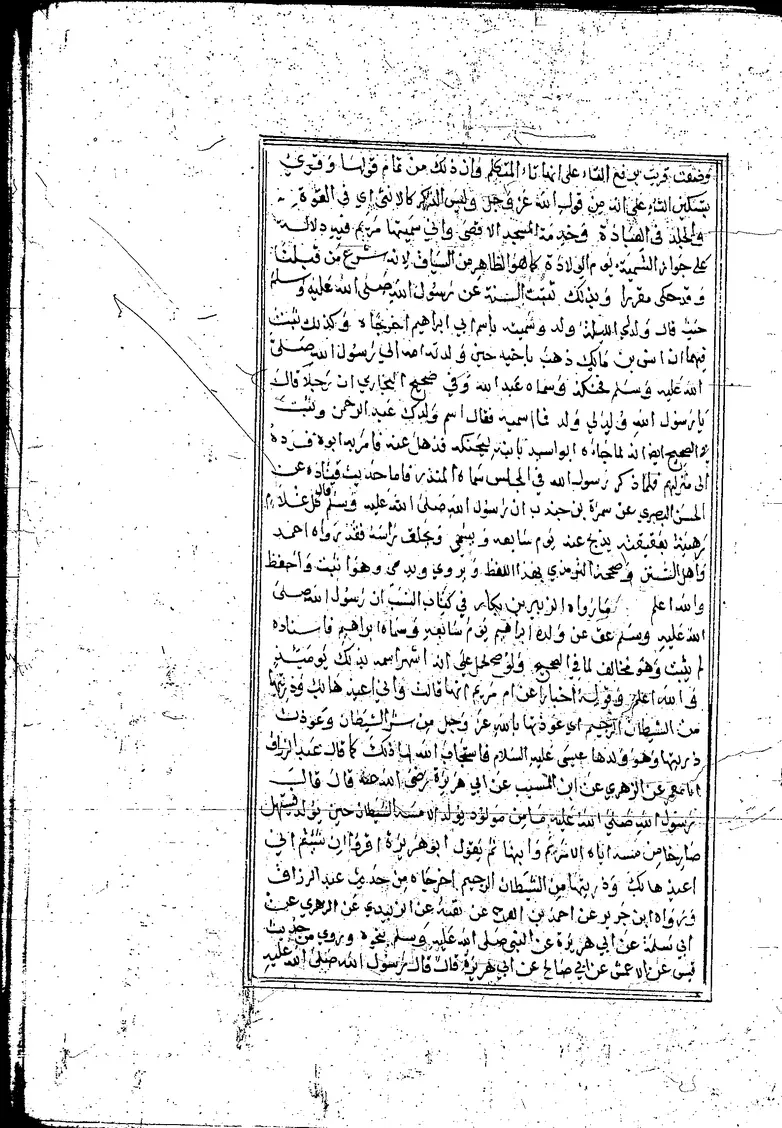 وضعت قريت برفع التاء على انها تاء المتكلم وان ذلك من تمام قولها وقرئ
بتسكين التاء على انه من قول الله عز وجل وليس الذكر كالانثى اي في القوة
والجلد في العبادة وخدمة المسجد الاقصى واني سميتها مريم فيه دلالة
على جواز التسمية يوم الولادة كما هو الظاهر من السياق لانه شرع من قبلنا
وقد حكي مقررا وبذلك ثبتت السنة عن رسول الله صلى الله عليه وسلم
حيث قال ولد لي الليلة ولد وسميته باسم ابي ابراهيم اخرجاه وكذلك ثبت
فيهما ان انس بن مالك ذهب باخيه حين ولدته امه الى رسول الله صلى
الله عليه وسلم فحنكه وسماه عبد الله وفي صحيح البخاري ان رجلا قال
يا رسول الله ولد لي ولد فما اسميه فقال اسم ولدك عبد الرحمن وثبت
في الصحيح ايضا انه لما جاءه ابو اسيد بابنه ليحنكه فذهل عنه فامر به ابوه فرده
الى منزلهم فلما ذكر رسول الله في المجلس سماه المنذر فاما حديث قتادة عن
الحسن البصري عن سمرة بن جندب ان رسول الله صلى الله عليه وسلم قال كل غلام
رهينة بعقيقته يذبح عنه يوم سابعه ويسمى ويحلق راسه فقد رواه احمد
واهل السنن وصححه الترمذي بهذا اللفظ ويروى ويدمى وهو اثبت واحفظ
والله اعلم ما رواه الزبير بن بكار في كتاب النسب ان رسول الله صلى
الله عليه وسلم عق عن ولده ابراهيم يوم سابعه وسماه ابراهيم فاسناده
لم يثبت وهو مخالف لما في الصحيح ولو صح لحمل على انه اشهر اسمه بذلك يومئذ
والله اعلم وقوله اخبارا عن ام مريم انها قالت واني اعيذها بك وذريتها
من الشيطان الرجيم اي عوذتها بالله عز وجل من شر الشيطان وعوذت
ذريتها وهو ولدها عيسى عليه السلام فاستجاب الله لها ذلك كما قال عبد الرزاق
انا معمر عن الزهري عن ابن المسيب عن ابي هريرة رضي الله عنه قال قال
رسول الله صلى الله عليه ما من مولود يولد الا مسه الشيطان حين يولد فيستهل
صارخا من مسه اياه الا مريم وابنها ثم يقول ابو هريرة اقرؤا ان شئتم اني
اعيذها بك وذريتها من الشيطان الرجيم اخرجاه من حديث عبد الرزاق
ورواه ابن جرير عن احمد بن الفرج عن بقية عن الزبيدي عن الزهري عن
ابي سلمة عن ابي هريرة عن النبي صلى الله عليه وسلم بنحوه وروى من حديث
قيس عن الاعمش عن ابي صالح عن ابي هريرة قال قال رسول الله صلى الله عليه